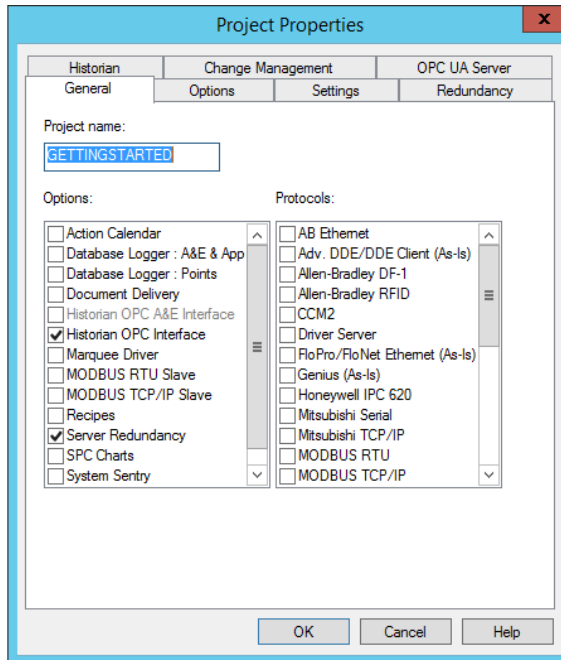 Project Properties
x
Historian Change Management OPC UA Server
General Options Settings Redundancy
Project name:
GETTINGSTARTED
Options: Protocols:
Action Calendar
Database Logger : A&E & App
Database Logger : Points
Document Delivery
Historian OPC A&E Interface
Historian OPC Interface
Marquee Driver
MODBUS RTU Slave
MODBUS TCP/IP Slave
Recipes
Server Redundancy
SPC Charts
System Sentry
AB Ethernet
Adv. DDE/DDE Client (As-Is)
Allen-Bradley DF-1
Allen-Bradley RFID
CCM2
Driver Server
FloPro/FloNet Ethernet (As-Is)
Genius (As-Is)
Honeywell IPC 620
Mitsubishi Serial
Mitsubishi TCP/IP
MODBUS RTU
MODBUS TCP/IP
OK Cancel Help